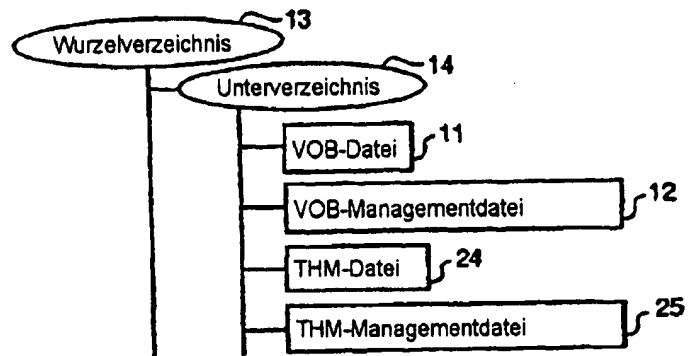 Wurzelverzeichnis 13
Unterverzeichnis 14
VOB-Datei 11
VOB-Managementdatei 12
THM-Datei 24
THM-Managementdatei 25